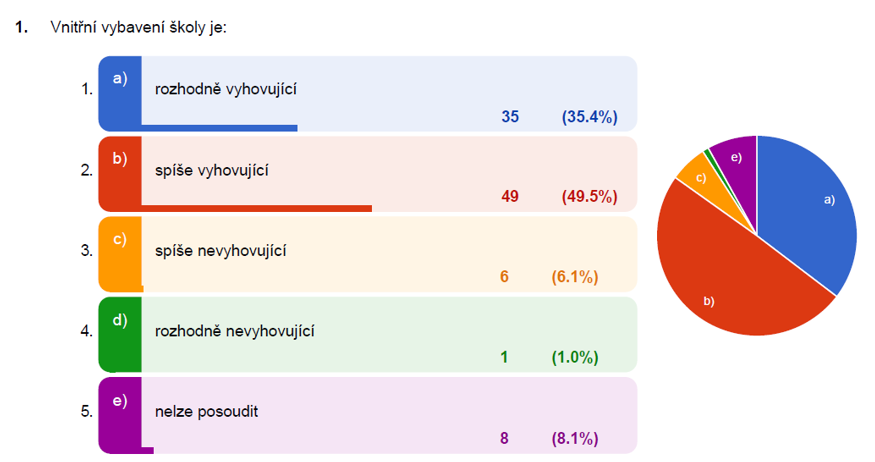 1. Vnitřní vybavení školy je:
1. a) rozhodně vyhovující
35 (35.4%)
2. b) spíše vyhovující
49 (49.5%)
3. c) spíše nevyhovující
6 (6.1%)
4. d) rozhodně nevyhovující
1 (1.0%)
5. e) nelze posoudit
8 (8.1%)
e)
c)
a)
b)